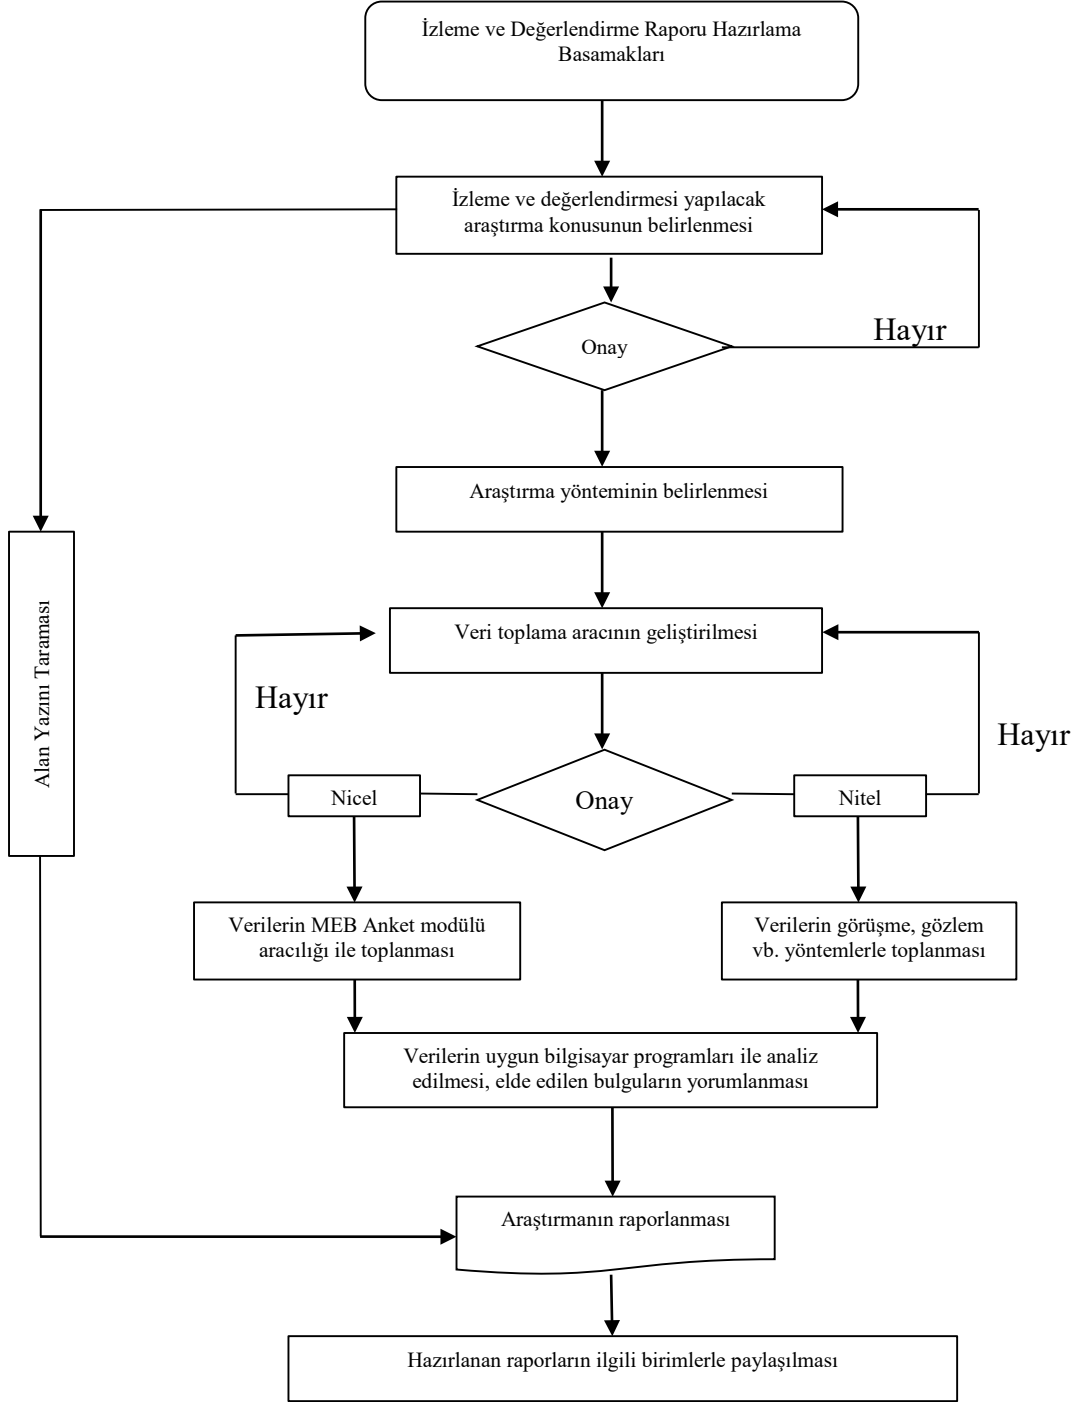 İzleme ve Değerlendirme Raporu Hazırlama
Basamakları
İzleme ve değerlendirmesi yapılacak
araştırma konusunun belirlenmesi
Hayır
Onay
Araştırma yönteminin belirlenmesi
Alan Yazını Taraması
Veri toplama aracının geliştirilmesi
Hayır
Hayır
Nicel
Onay
Nitel
Verilerin MEB Anket modülü
aracılığı ile toplanması
Verilerin görüşme, gözlem
vb. yöntemlerle toplanması
Verilerin uygun bilgisayar programları ile analiz
edilmesi, elde edilen bulguların yorumlanması
Araştırmanın raporlanması
Hazırlanan raporların ilgili birimlerle paylaşılması